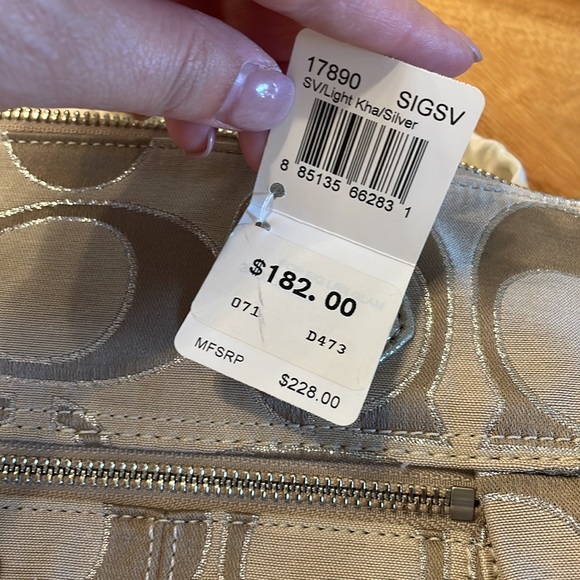 17890 SIGSV
SV/Light Kha/Silver
8 85135 66283 1
$182.00
071 D473
MFSRP $228.00